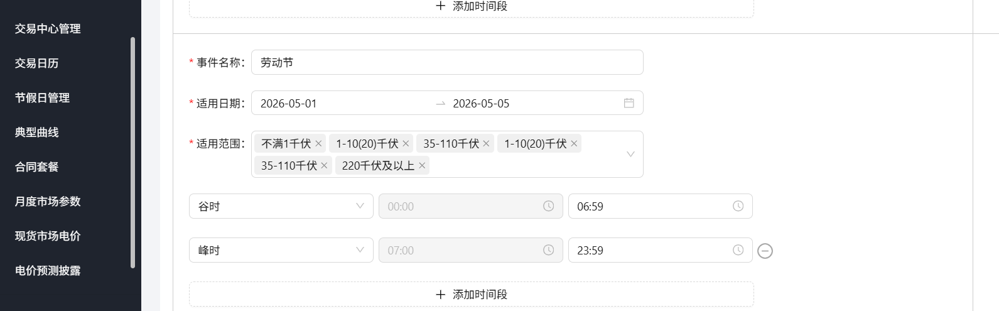 添加时间段
交易中心管理
交易日历
节假日管理
典型曲线
合同套餐
月度市场参数
现货市场电价
电价预测披露
* 事件名称: 劳动节
* 适用日期: 2026-05-01 2026-05-05
* 适用范围: 不满1千伏 1-10(20)千伏 35-110千伏 1-10(20)千伏
35-110千伏 220千伏及以上
谷时 00:00 06:59
峰时 07:00 23:59
添加时间段